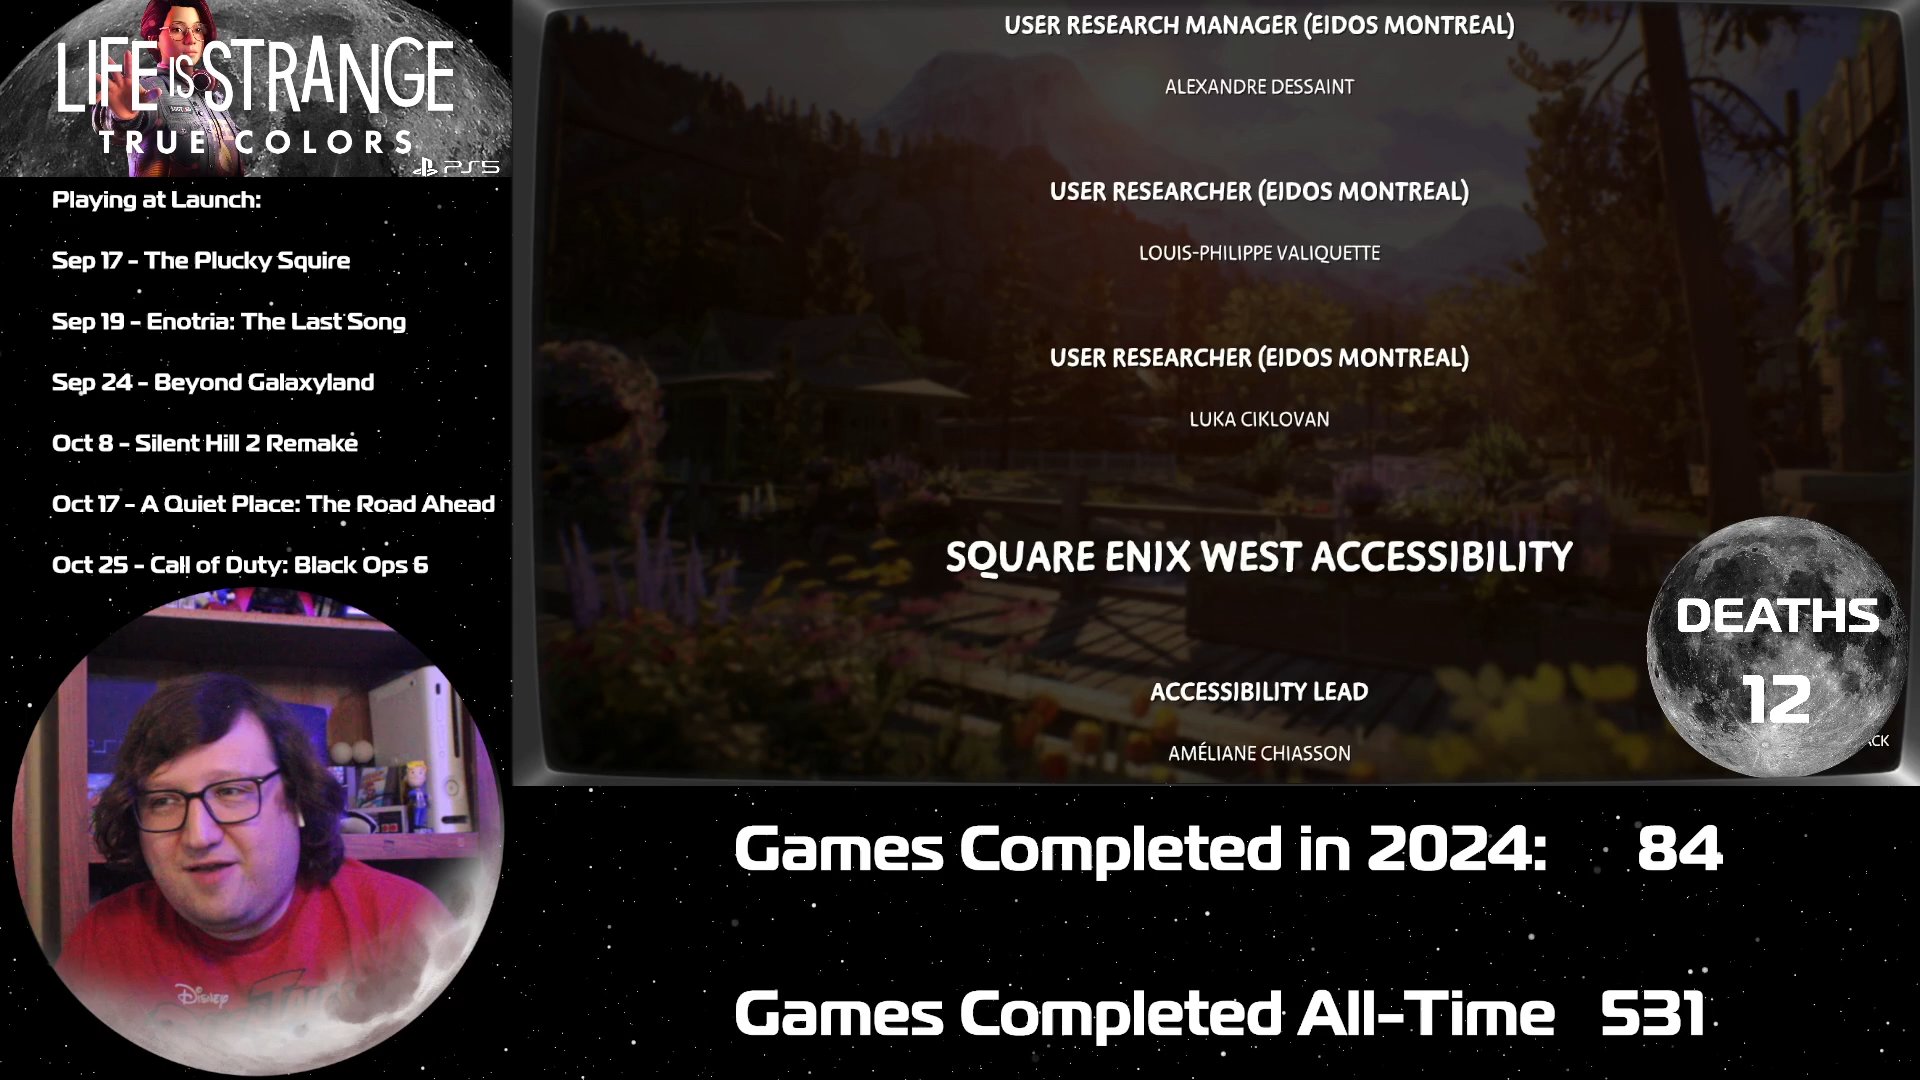 LIFE IS STRANGE
TRUE COLORS
PS5
Playing at Launch:
Sep 17 - The Plucky Squire
Sep 19 - Enotria: The Last Song
Sep 24 - Beyond Galaxyland
Oct 8 - Silent Hill 2 Remake
Oct 17 - A Quiet Place: The Road Ahead
Oct 25 - Call of Duty: Black Ops 6
USER RESEARCH MANAGER (EIDOS MONTREAL)
ALEXANDRE DESSAINT
USER RESEARCHER (EIDOS MONTREAL)
LOUIS-PHILIPPE VALIQUETTE
USER RESEARCHER (EIDOS MONTREAL)
LUKA CIKLOVAN
SQUARE ENIX WEST ACCESSIBILITY
ACCESSIBILITY LEAD
AMÉLIANE CHIASSON
DEATHS
12
Disney
Games Completed in 2024: 84
Games Completed All-Time 531